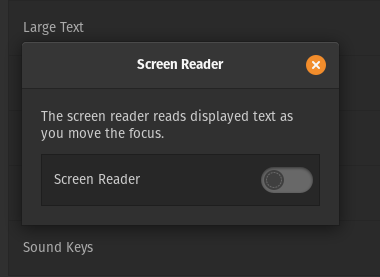 Large Text
Screen Reader
The screen reader reads displayed text as
you move the focus.
Screen Reader
Sound Keys